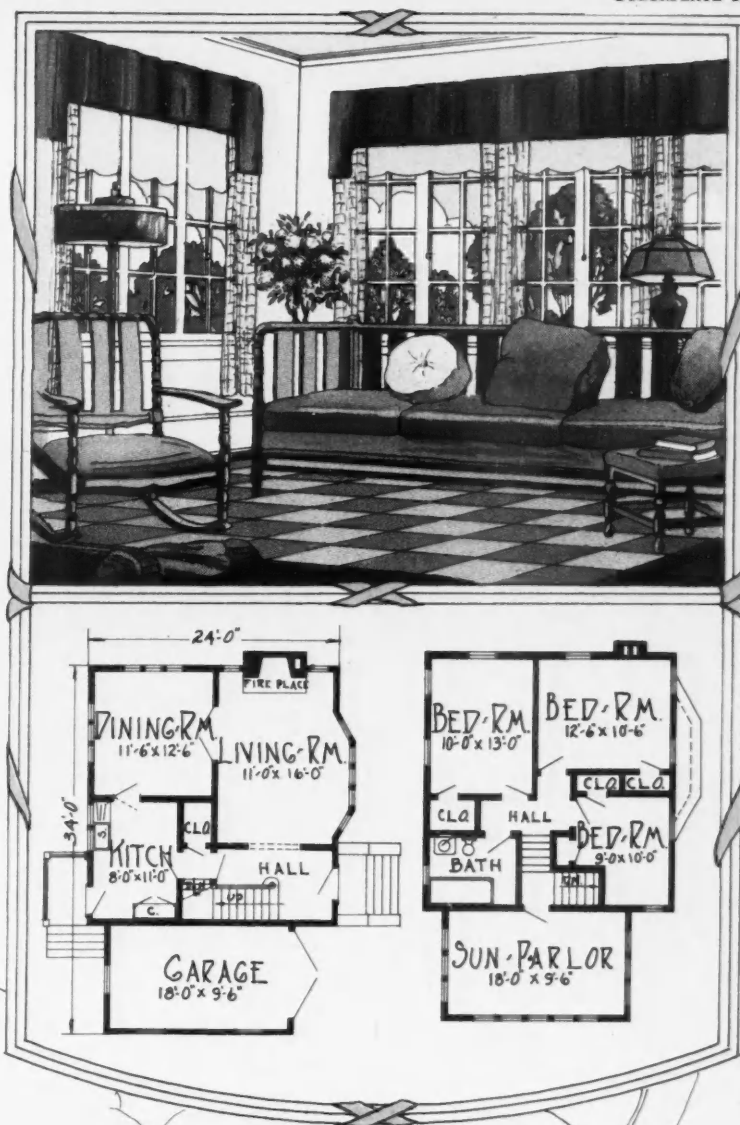 24'-0"
34'-0"
FIRE PLACE
DINING-RM.
11'-6" x 12'-6"
LIVING-RM.
11'-0" x 16'-0"
CLO.
S.
KITCH
8'-0" x 11'-0"
HALL
UP
C.
GARAGE
18'-0" x 9'-6"
BED-RM.
10'-0" x 13'-0"
BED-RM.
12'-6" x 10'-6"
CLO.
CLO.
CLO.
HALL
BED-RM.
9'-0 x 10'-0"
BATH
SUN-PARLOR
18'-0" x 9'-6"